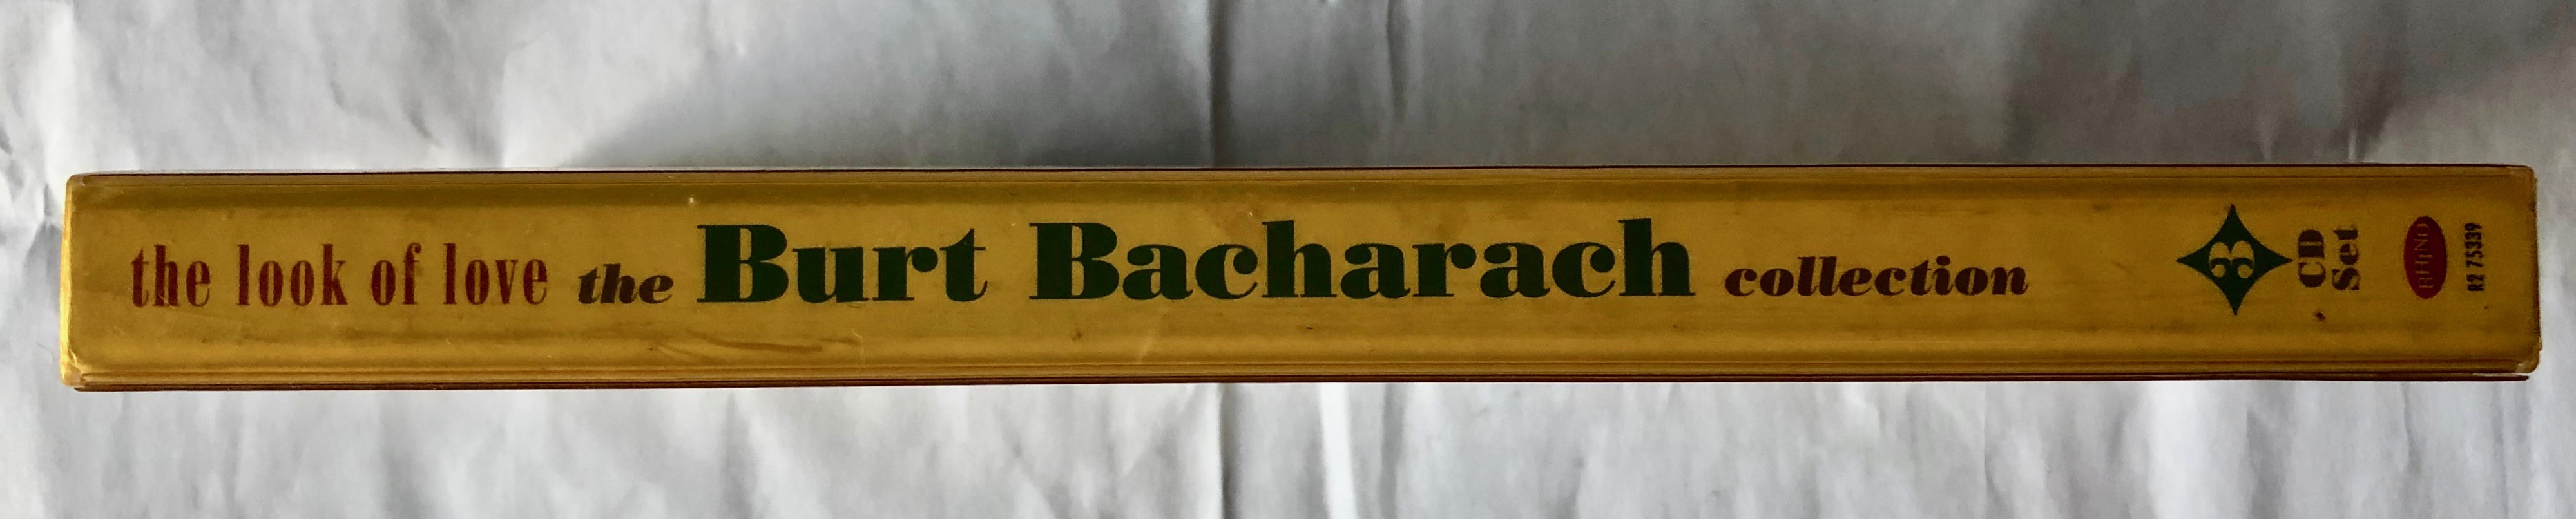 the look of love the Burt Bacharach collection
3
CD
Set
RHINO
R2 75339